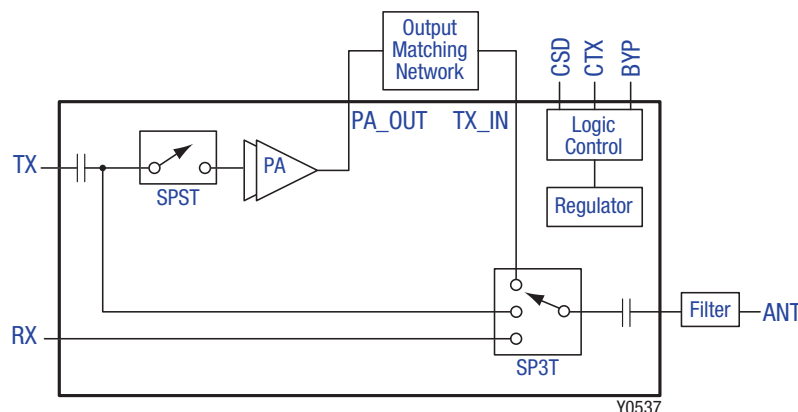 Output
Matching
Network
CSD
CTX
BYP
PA_OUT
TX_IN
Logic
Control
TX
PA
SPST
Regulator
Filter
ANT
RX
SP3T
Y0537